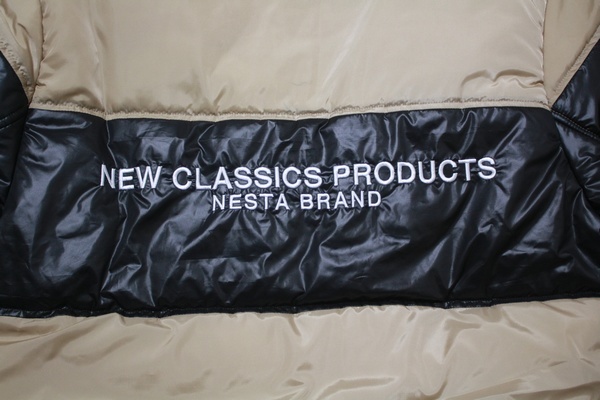 NEW CLASSICS PRODUCTS
NESTA BRAND